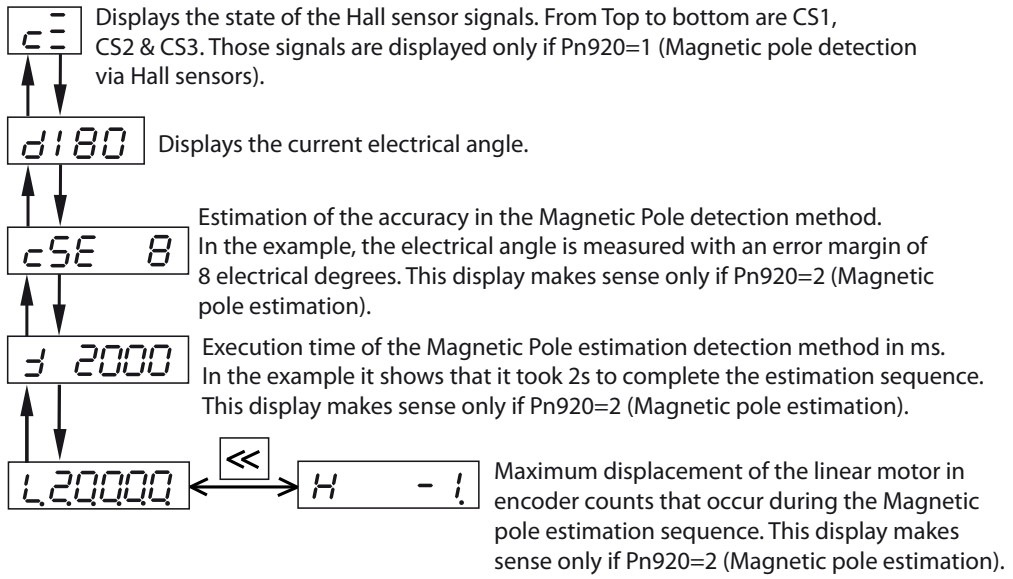 Displays the state of the Hall sensor signals. From Top to bottom are CS1,
CS2 & CS3. Those signals are displayed only if Pn920=1 (Magnetic pole detection
via Hall sensors).
d180
Displays the current electrical angle.
Estimation of the accuracy in the Magnetic Pole detection method.
cSE 8
In the example, the electrical angle is measured with an error margin of
8 electrical degrees. This display makes sense only if Pn920=2 (Magnetic
pole estimation).
2000
Execution time of the Magnetic Pole estimation detection method in ms.
In the example it shows that it took 2s to complete the estimation sequence.
This display makes sense only if Pn920=2 (Magnetic pole estimation).
L.2.0.0.0.0.
<<
H -1.
Maximum displacement of the linear motor in
encoder counts that occur during the Magnetic
pole estimation sequence. This display makes
sense only if Pn920=2 (Magnetic pole estimation).